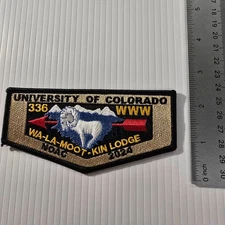 UNIVERSITY OF COLORADO
336 WWW
WA-LA-MOOT-KIN LODGE
NOAC 2024